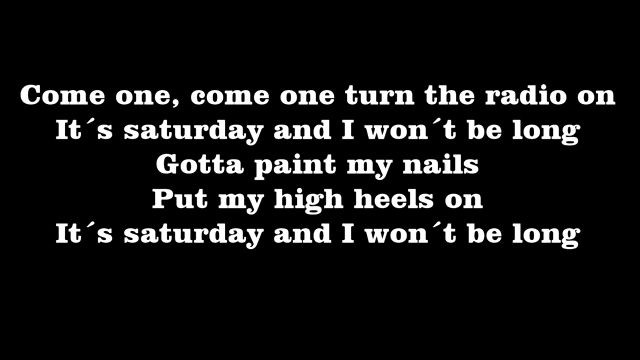 Come one, come one turn the radio on
It´s saturday and I won´t be long
Gotta paint my nails
Put my high heels on
It´s saturday and I won´t be long